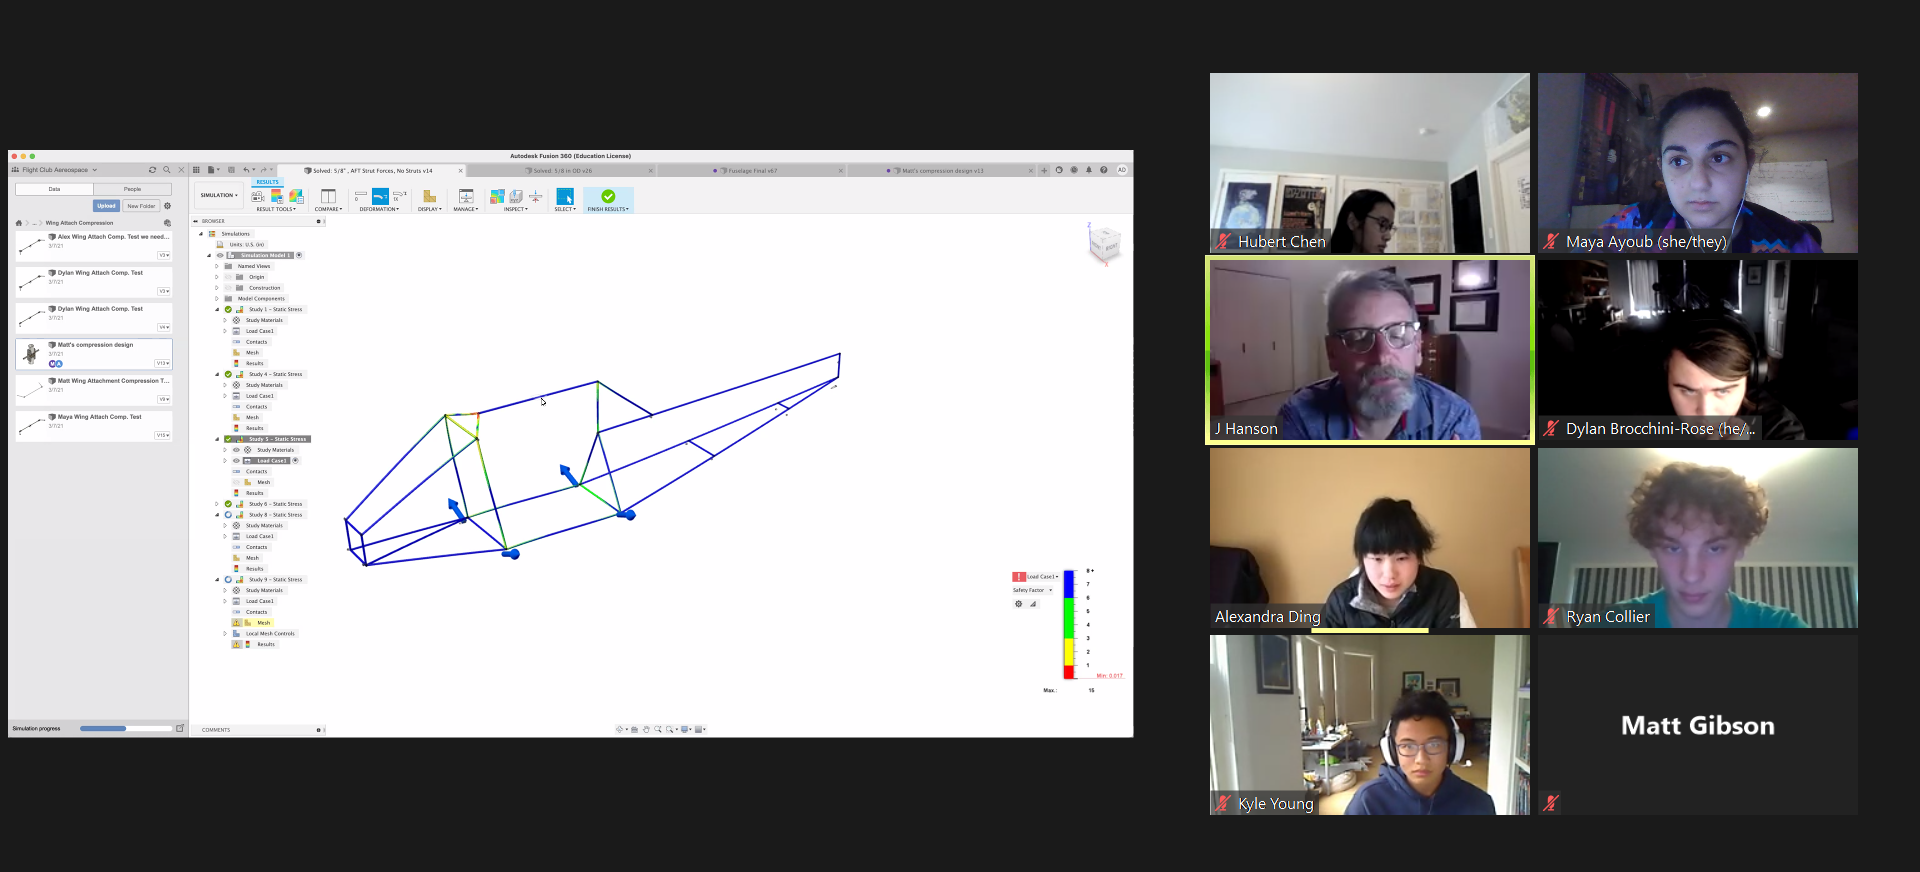 Autodesk Fusion 360 (Education License)
Flight Club Aerospace
Data
People
Upload
New Folder
... Wing Attach Compression
Alex Wing Attach Comp. Test we need...
3/7/21
V3
Dylan Wing Attach Comp. Test
3/7/21
V3
Dylan Wing Attach Comp. Test
3/7/21
V4
Matt's compression design
3/7/21
M A
V13
Matt Wing Attachment Compression T...
3/7/21
V9
Maya Wing Attach Comp. Test
3/7/21
V15
Simulation progress
Solved: 5/8", AFT Strut Forces, No Struts v14
Solved: 5/8 in OD v26
Fuselage Final v67
Matt's compression design v13
AD
SIMULATION
RESULTS
RESULT TOOLS
COMPARE
DEFORMATION
DISPLAY
MANAGE
INSPECT
SELECT
FINISH RESULTS
BROWSER
Simulations
Units: U.S. (in)
Simulation Model 1
Named Views
Origin
Construction
Model Components
Study 1 - Static Stress
Study Materials
Load Case1
Contacts
Mesh
Results
Study 4 - Static Stress
Study Materials
Load Case1
Contacts
Mesh
Results
Study 5 - Static Stress
Study Materials
Load Case1
Contacts
Mesh
Results
Study 6 - Static Stress
Study 8 - Static Stress
Study Materials
Load Case1
Contacts
Mesh
Results
Study 9 - Static Stress
Study Materials
Load Case1
Contacts
Mesh
Local Mesh Controls
Results
COMMENTS
Z
X
Load Case1
Safety Factor
8+
7
6
5
4
3
2
1
Min: 0.017
Max.: 15
Hubert Chen
Maya Ayoub (she/they)
J Hanson
Dylan Brocchini-Rose (he/...
Alexandra Ding
Ryan Collier
Kyle Young
Matt Gibson